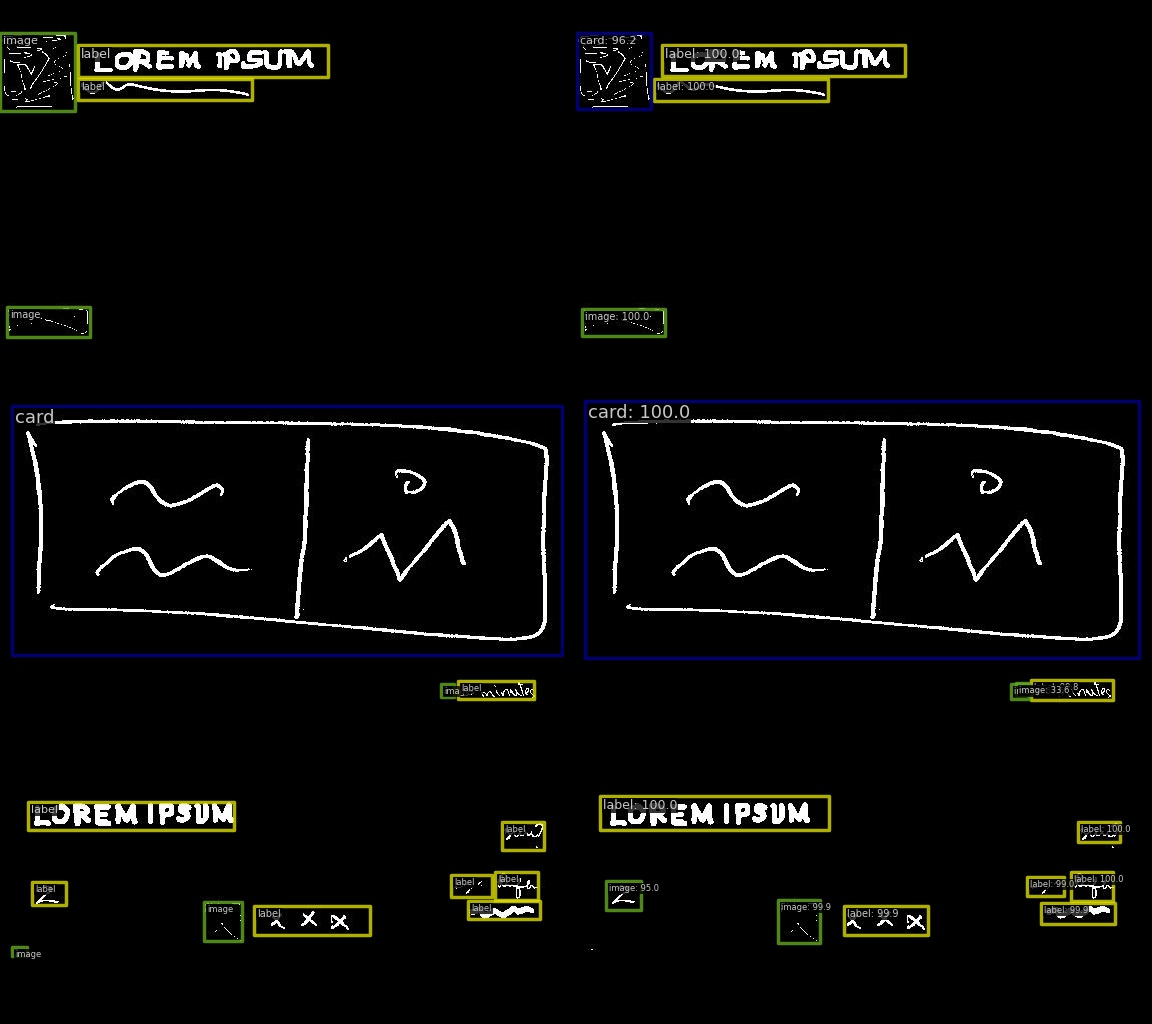 image card: 96.2
label LOREM IPSUM label: 100.0 LOREM IPSUM
label label: 100.0
image image: 100.0
card card: 100.0
label minutes image: 33.6
label LOREM IPSUM label: 100.0 LOREM IPSUM
label label: 100.0
label label label: 99.0 label: 100.0
label image: 95.0
image label x x image: 99.9 label: 99.9 x
label label: 99.9
image